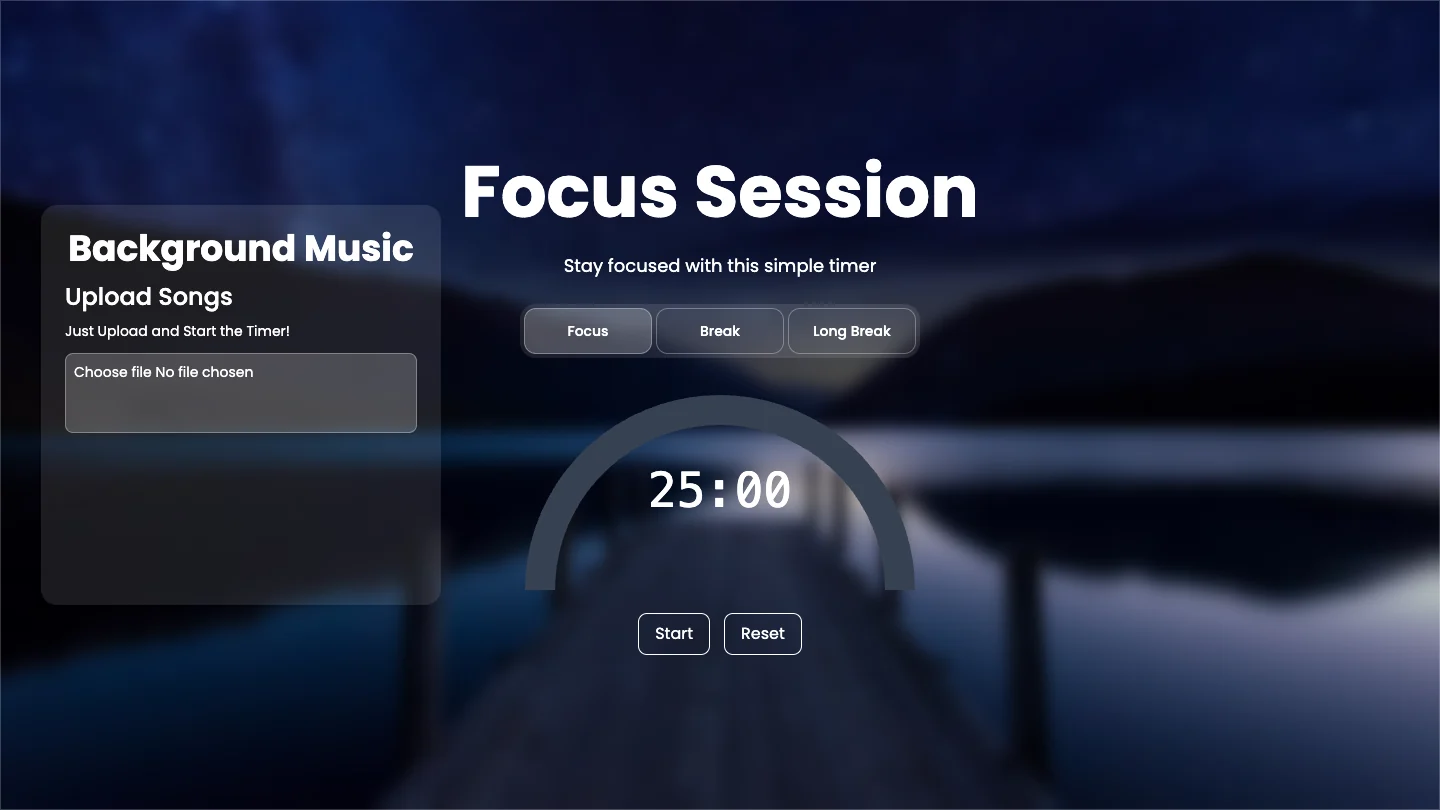 Focus Session
Stay focused with this simple timer
Focus Break Long Break
25:00
Start Reset
Background Music
Upload Songs
Just Upload and Start the Timer!
Choose file No file chosen